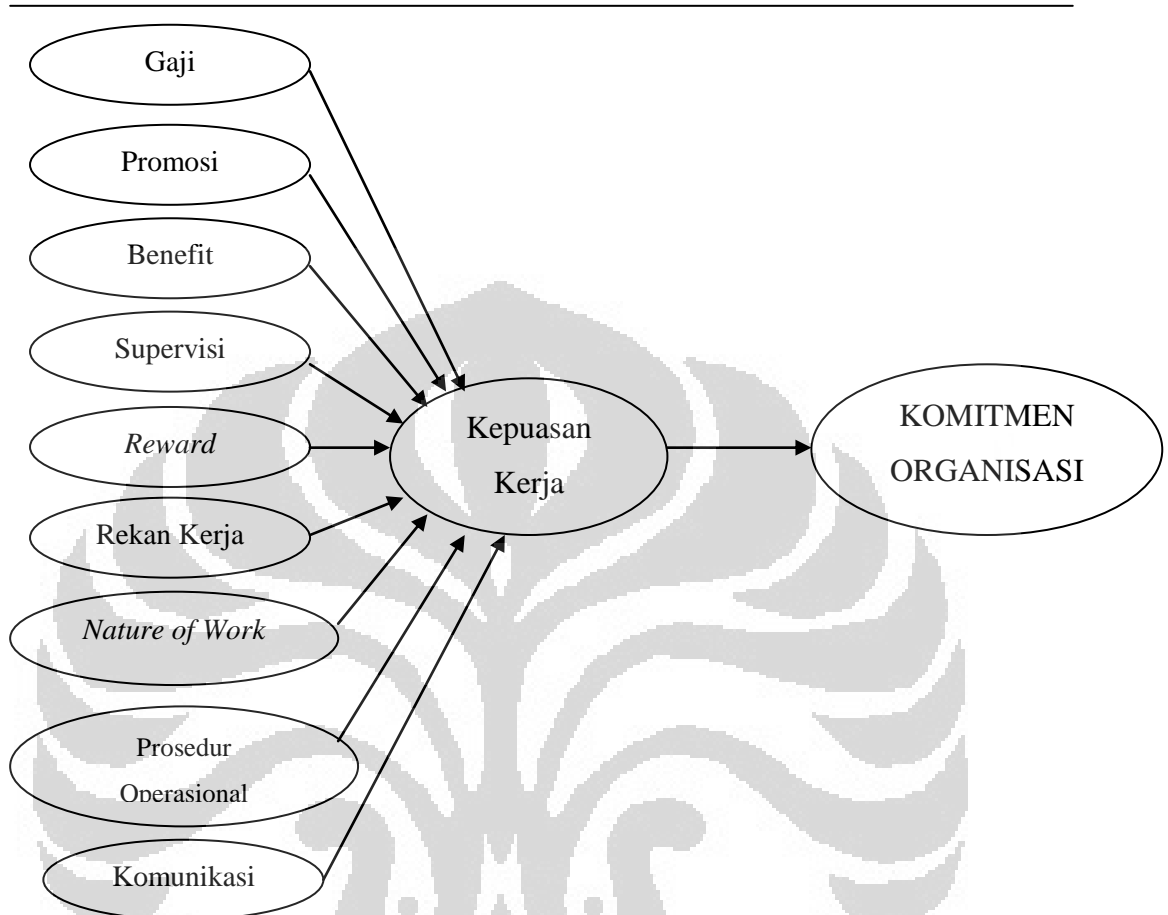 Gaji
Promosi
Benefit
Supervisi
Reward
Rekan Kerja
Nature of Work
Prosedur
Operasional
Komunikasi
Kepuasan
Kerja
KOMITMEN
ORGANISASI